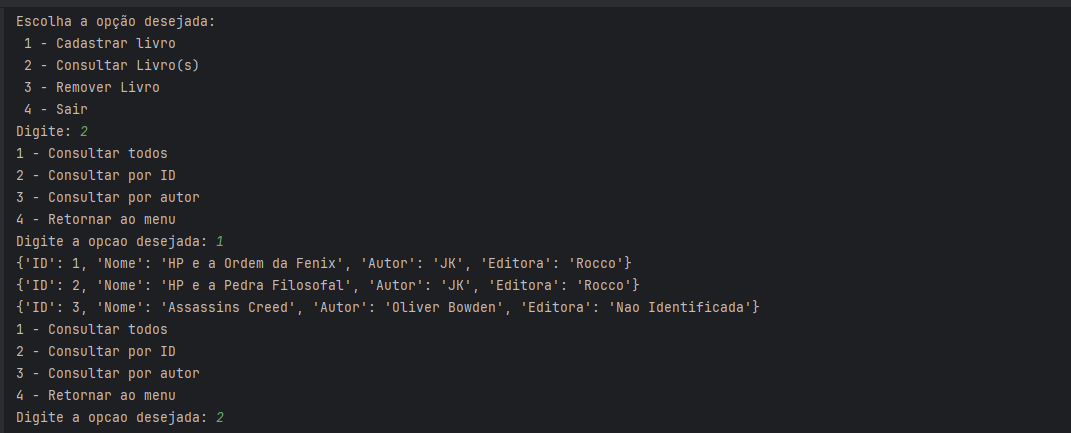 Escolha a opção desejada:
1 - Cadastrar livro
2 - Consultar Livro(s)
3 - Remover Livro
4 - Sair
Digite: 2
1 - Consultar todos
2 - Consultar por ID
3 - Consultar por autor
4 - Retornar ao menu
Digite a opcao desejada: 1
{'ID': 1, 'Nome': 'HP e a Ordem da Fenix', 'Autor': 'JK', 'Editora': 'Rocco'}
{'ID': 2, 'Nome': 'HP e a Pedra Filosofal', 'Autor': 'JK', 'Editora': 'Rocco'}
{'ID': 3, 'Nome': 'Assassins Creed', 'Autor': 'Oliver Bowden', 'Editora': 'Nao Identificada'}
1 - Consultar todos
2 - Consultar por ID
3 - Consultar por autor
4 - Retornar ao menu
Digite a opcao desejada: 2